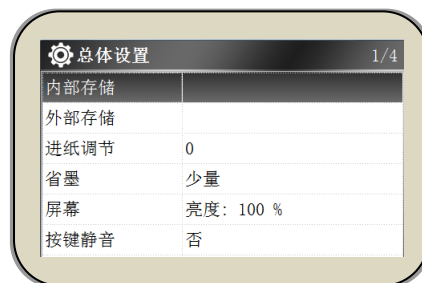 总体设置 1/4
内部存储
外部存储
进纸调节 0
省墨 少量
屏幕 亮度: 100 %
按键静音 否